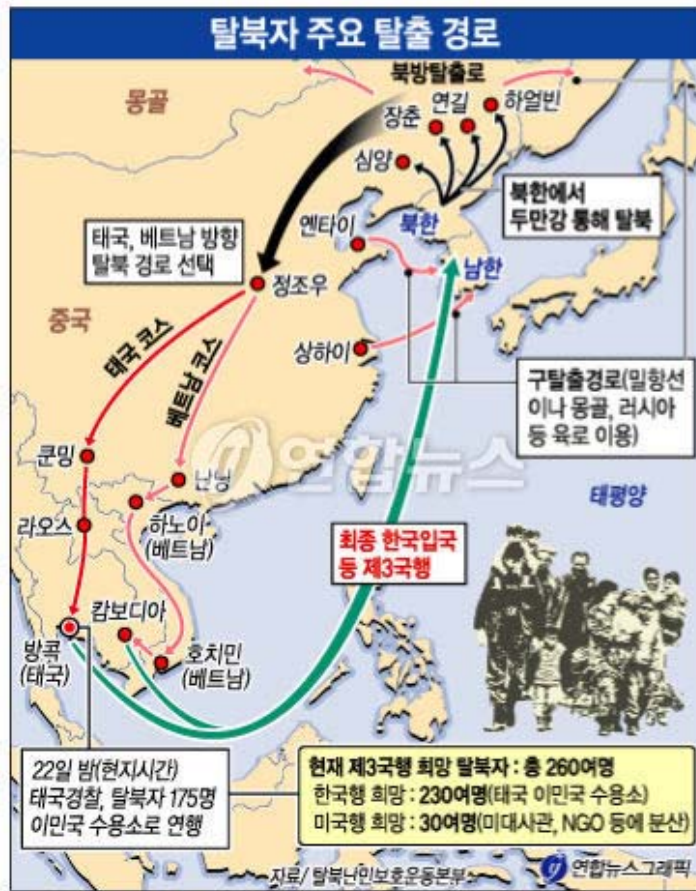 탈북자 주요 탈출 경로
북방탈출로
몽골
장춘
연길
하얼빈
심양
북한에서
두만강 통해 탈북
북한
옌타이
태국, 베트남 방향
탈북 경로 선택
남한
정조우
중국
상하이
태국 코스
베트남 코스
구탈출경로(밀항선
이나 몽골, 러시아
등 육로 이용)
쿤밍
난닝
연합뉴스
태평양
라오스
하노이
(베트남)
최종 한국입국
등 제3국행
캄보디아
방콕
(태국)
호치민
(베트남)
22일 밤(현지시간)
태국경찰, 탈북자 175명
이민국 수용소로 연행
현재 제3국행 희망 탈북자 : 총 260여명
한국행 희망 : 230여명(태국 이민국 수용소)
미국행 희망 : 30여명(미대사관, NGO 등에 분산)
자료/ 탈북난민보호운동본부
연합뉴스그래픽